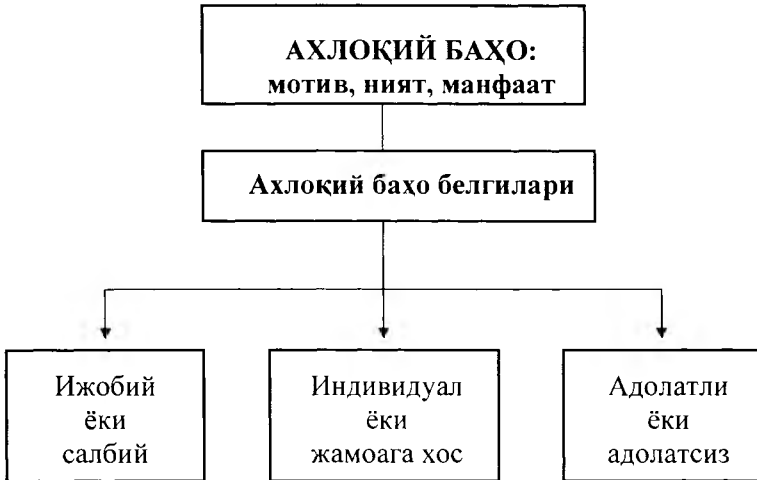 АХЛОҚИЙ БАҲО:
мотив, ният, манфаат
Ахлоқий баҳо белгилари
Ижобий
ёки
салбий
Индивидуал
ёки
жамоага хос
Адолатли
ёки
адолатсиз